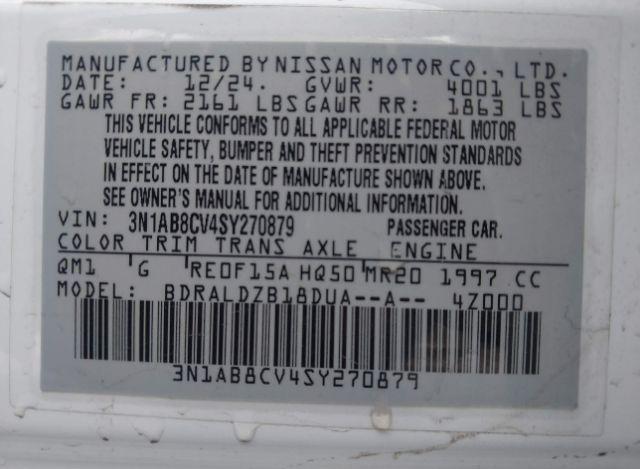 MANUFACTURED BY NISSAN MOTOR CO., LTD.
DATE: 12/24. GVWR: 4001 LBS
GAWR FR: 2161 LBS GAWR RR: 1863 LBS
THIS VEHICLE CONFORMS TO ALL APPLICABLE FEDERAL MOTOR
VEHICLE SAFETY, BUMPER AND THEFT PREVENTION STANDARDS
IN EFFECT ON THE DATE OF MANUFACTURE SHOWN ABOVE.
SEE OWNER'S MANUAL FOR ADDITIONAL INFORMATION.
VIN: 3N1AB8CV4SY270879 PASSENGER CAR.
COLOR TRIM TRANS AXLE ENGINE
QM1 G RE0F15A HQ50 MR20 1997 CC
MODEL: BDRALDZB18DUA--A-- 4Z000
3N1AB8CV4SY270879